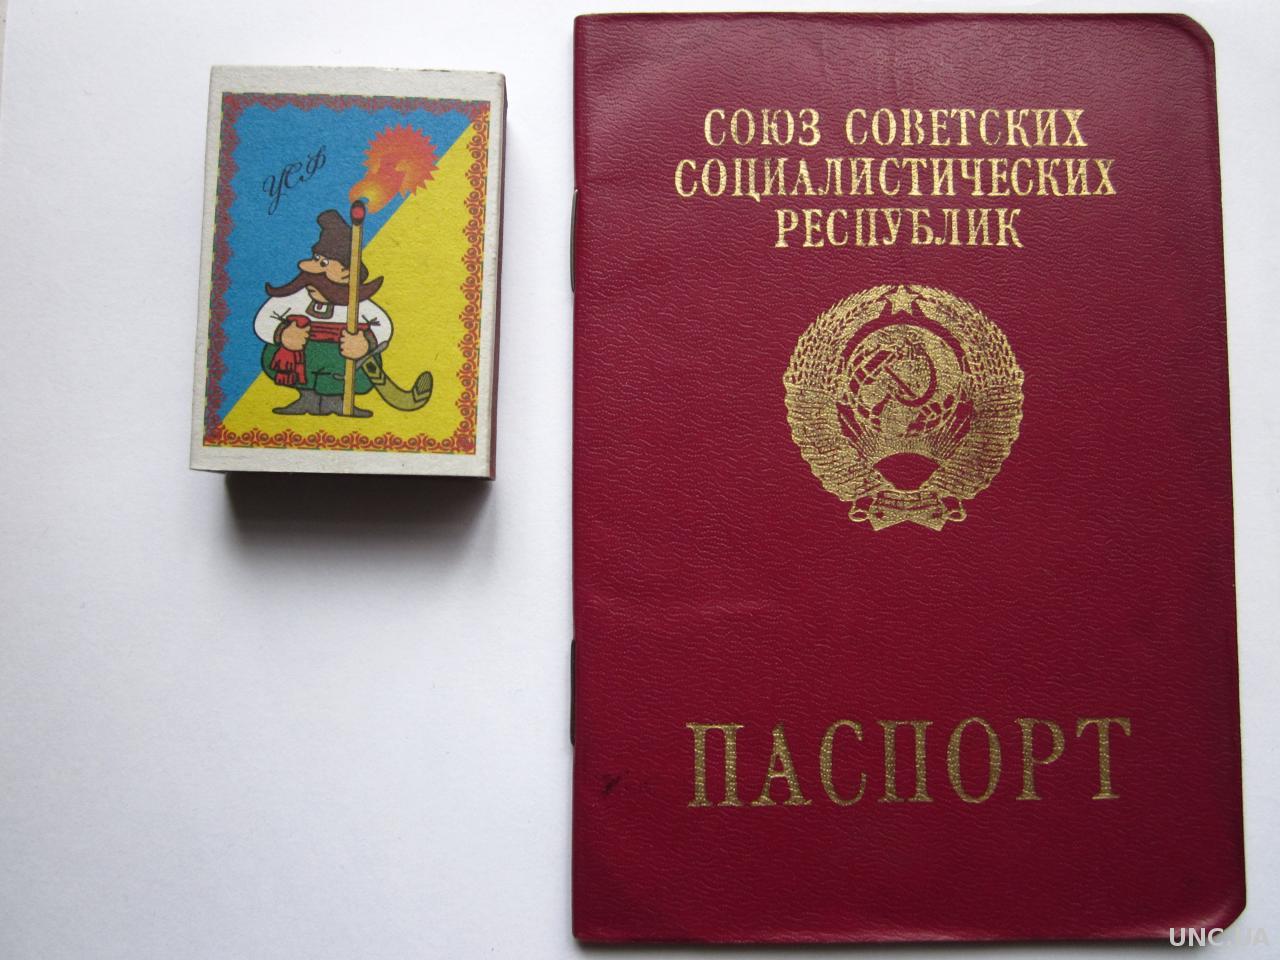 УСФ
СОЮЗ СОВЕТСКИХ
СОЦИАЛИСТИЧЕСКИХ
РЕСПУБЛИК
ПАСПОРТ
UNC.UA